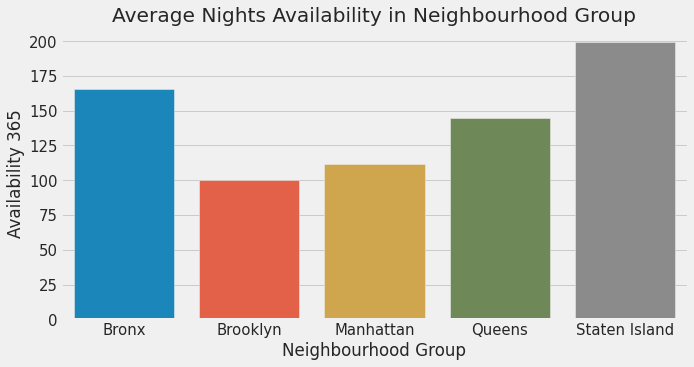 Average Nights Availability in Neighbourhood Group
200
175
150
125
100
75
50
25
0
Availability 365
Bronx Brooklyn Manhattan Queens Staten Island
Neighbourhood Group